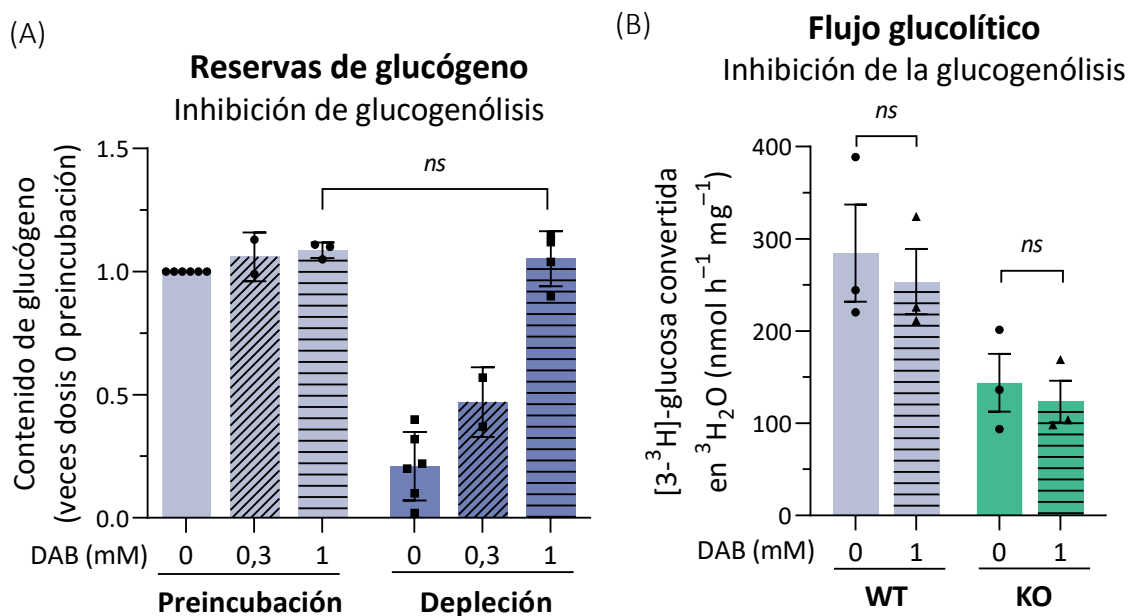 (A)
Reservas de glucógeno
Inhibición de glucogenólisis
Contenido de glucógeno
(veces dosis 0 preincubación)
1.5
1.0
0.5
0.0
ns
DAB (mM)
0
0,3
1
0
0,3
1
Preincubación
Depleción
(B)
Flujo glucolítico
Inhibición de la glucogenólisis
[3-³H]-glucosa convertida
en ³H₂O (nmol h⁻¹ mg⁻¹)
400
300
200
100
0
ns
ns
DAB (mM)
0
1
0
1
WT
KO